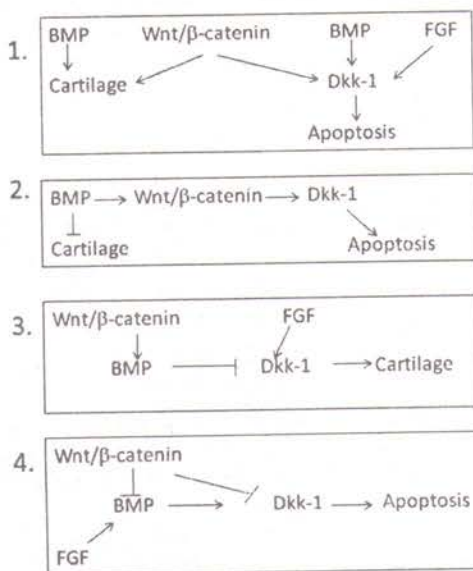 1.
BMP Wnt/β-catenin BMP FGF
Cartilage Dkk-1
Apoptosis
2.
BMP Wnt/β-catenin Dkk-1
Cartilage Apoptosis
3.
Wnt/β-catenin FGF
BMP Dkk-1 Cartilage
4.
Wnt/β-catenin
BMP Dkk-1 Apoptosis
FGF